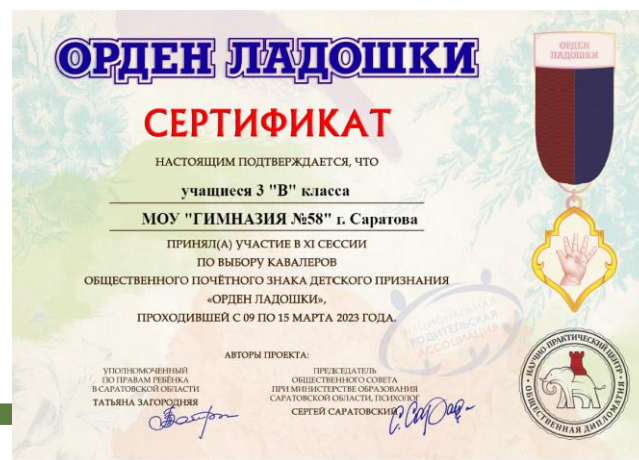 ОРДЕН ЛАДОШКИ
ОРДЕН
ЛАДОШКИ
СЕРТИФИКАТ
НАСТОЯЩИМ ПОДТВЕРЖДАЕТСЯ, ЧТО
учащиеся 3 "В" класса
МОУ "ГИМНАЗИЯ №58" г. Саратова
ПРИНЯЛ(А) УЧАСТИЕ В XI СЕССИИ
ПО ВЫБОРУ КАВАЛЕРОВ
ОБЩЕСТВЕННОГО ПОЧЁТНОГО ЗНАКА ДЕТСКОГО ПРИЗНАНИЯ
«ОРДЕН ЛАДОШКИ»,
ПРОХОДИВШЕЙ С 09 ПО 15 МАРТА 2023 ГОДА.
НАЦИОНАЛЬНАЯ
РОДИТЕЛЬСКАЯ
АССОЦИАЦИЯ
АВТОРЫ ПРОЕКТА:
УПОЛНОМОЧЕННЫЙ
ПО ПРАВАМ РЕБЁНКА
В САРАТОВСКОЙ ОБЛАСТИ
ТАТЬЯНА ЗАГОРОДНЯЯ
ПРЕДСЕДАТЕЛЬ
ОБЩЕСТВЕННОГО СОВЕТА
ПРИ МИНИСТЕРСТВЕ ОБРАЗОВАНИЯ
САРАТОВСКОЙ ОБЛАСТИ, ПСИХОЛОГ
СЕРГЕЙ САРАТОВСКИЙ
НАУЧНО-ПРАКТИЧЕСКИЙ ЦЕНТР
ОБЩЕСТВЕННАЯ ДИПЛОМАТИЯ